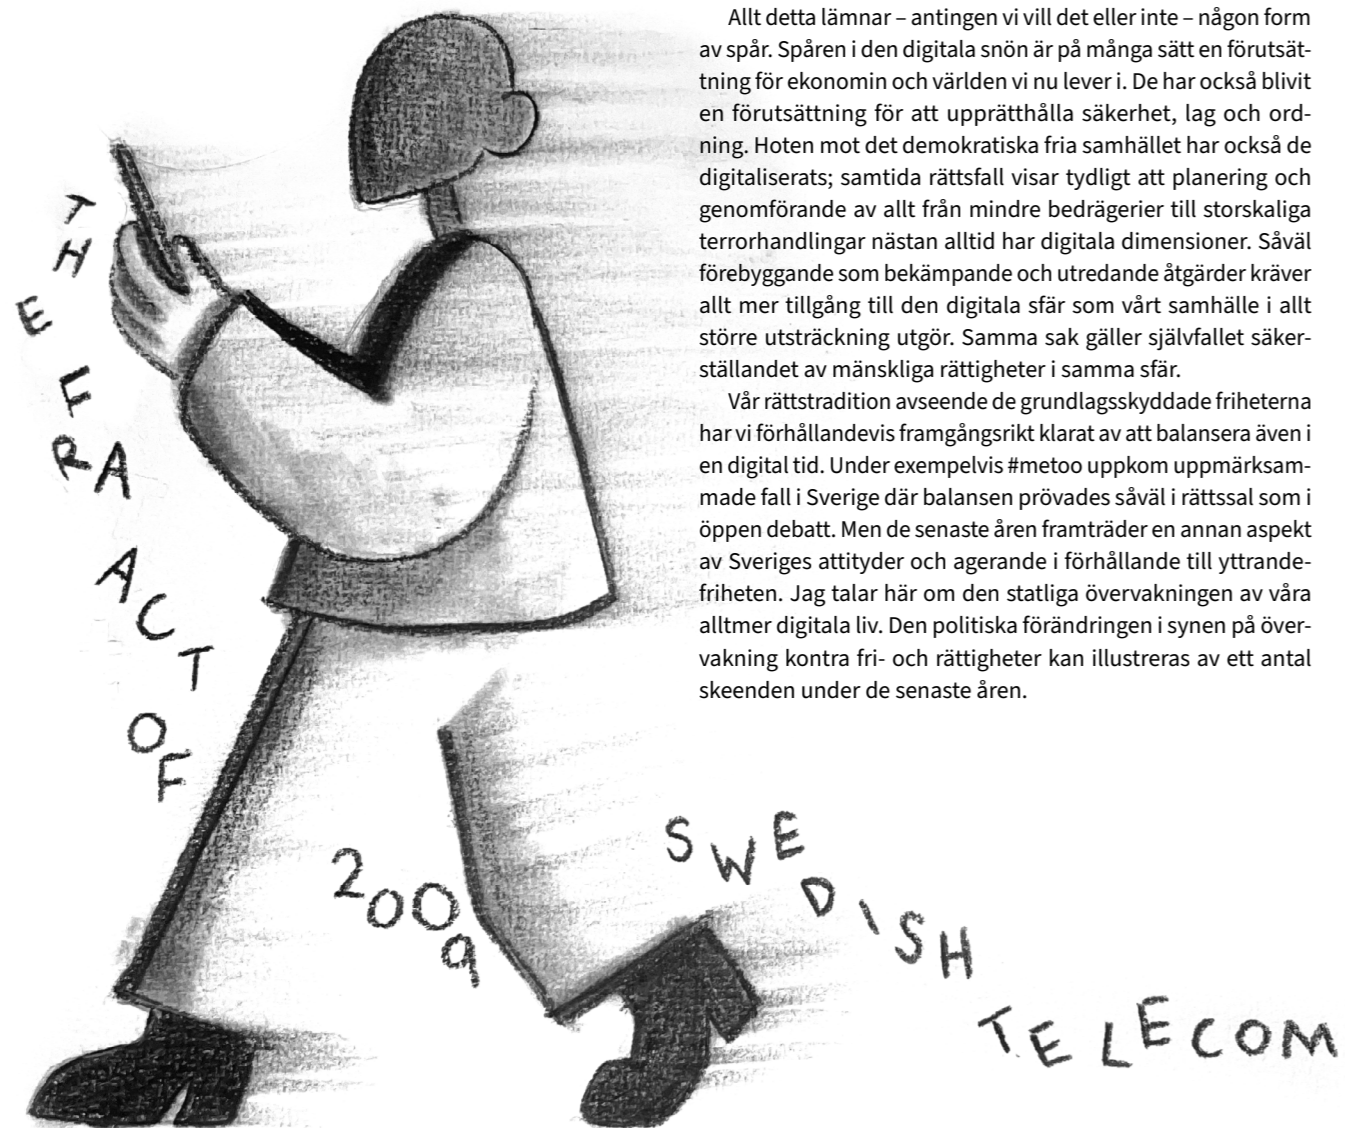 Allt detta lämnar – antingen vi vill det eller inte – någon form
av spår. Spåren i den digitala snön är på många sätt en förutsät-
tning för ekonomin och världen vi nu lever i. De har också blivit
en förutsättning för att upprätthålla säkerhet, lag och ord-
ning. Hoten mot det demokratiska fria samhället har också de
digitaliserats; samtida rättsfall visar tydligt att planering och
genomförande av allt från mindre bedrägerier till storskaliga
terrorhandlingar nästan alltid har digitala dimensioner. Såväl
förebyggande som bekämpande och utredande åtgärder kräver
allt mer tillgång till den digitala sfär som vårt samhälle i allt
större utsträckning utgör. Samma sak gäller självfallet säker-
ställandet av mänskliga rättigheter i samma sfär.
Vår rättstradition avseende de grundlagsskyddade friheterna
har vi förhållandevis framgångsrikt klarat av att balansera även i
en digital tid. Under exempelvis #metoo uppkom uppmärksam-
made fall i Sverige där balansen prövades såväl i rättssal som i
öppen debatt. Men de senaste åren framträder en annan aspekt
av Sveriges attityder och agerande i förhållande till yttrande-
friheten. Jag talar här om den statliga övervakningen av våra
alltmer digitala liv. Den politiska förändringen i synen på över-
vakning kontra fri- och rättigheter kan illustreras av ett antal
skeenden under de senaste åren.
THE
FRA
ACT
OF
2009
SWEDISH
TELECOM